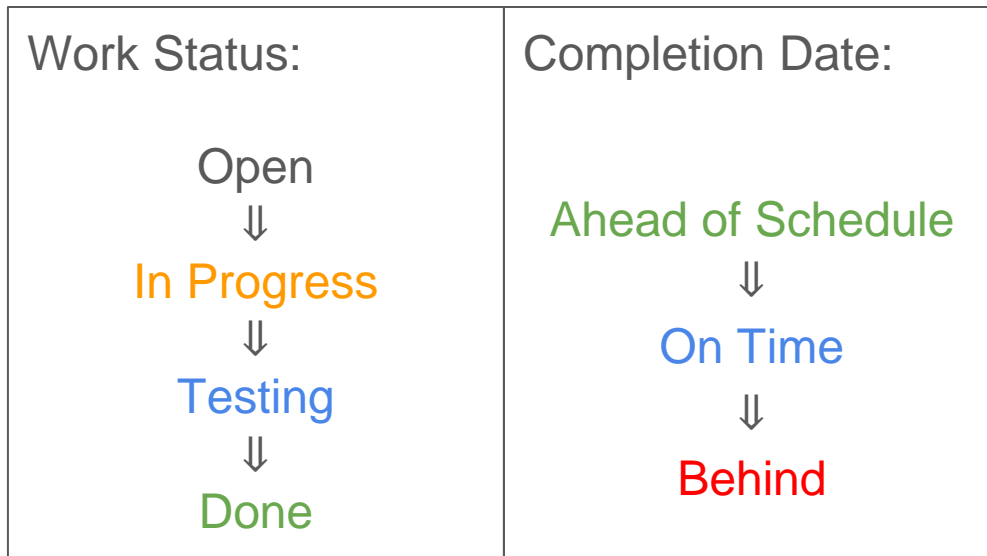 Work Status:
Open
⇓
In Progress
⇓
Testing
⇓
Done
Completion Date:
Ahead of Schedule
⇓
On Time
⇓
Behind